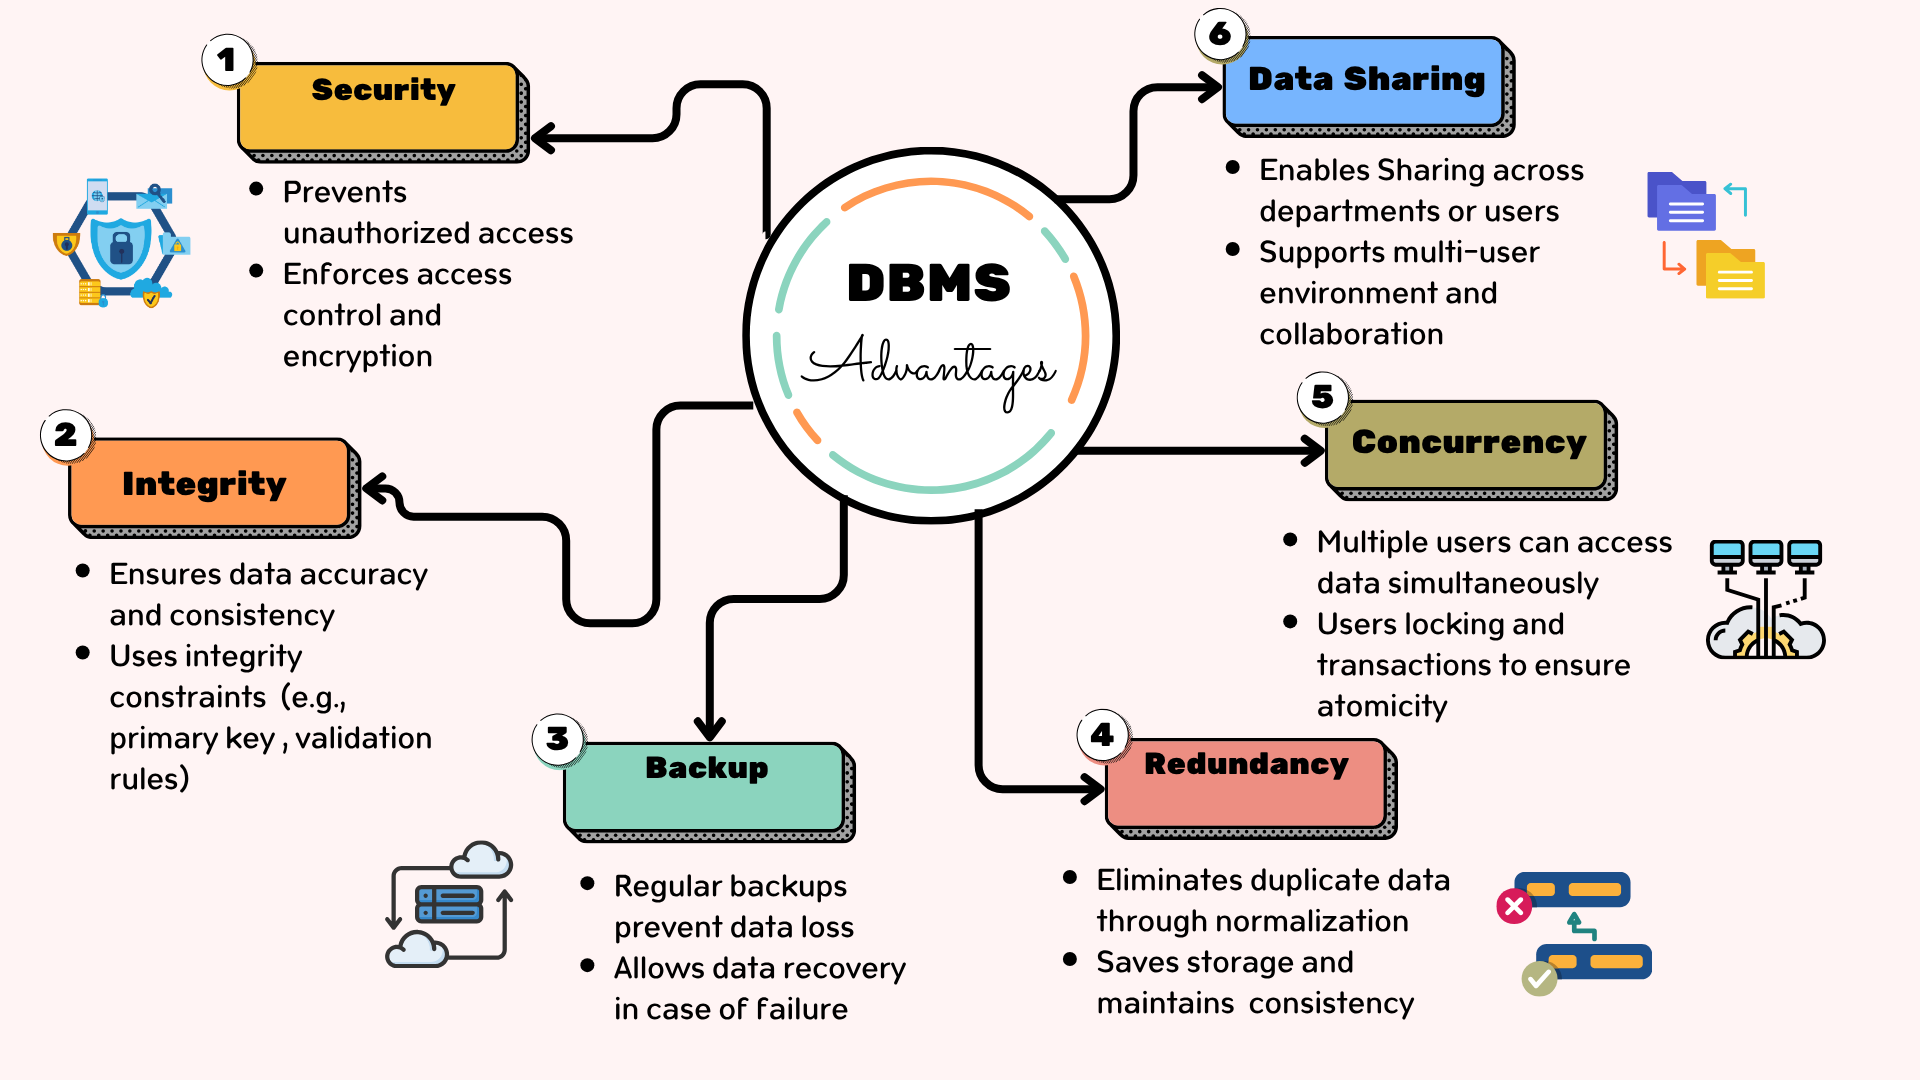 DBMS
Advantages
1
Security
Prevents
unauthorized access
Enforces access
control and
encryption
2
Integrity
Ensures data accuracy
and consistency
Uses integrity
constraints (e.g.,
primary key , validation
rules)
3
Backup
Regular backups
prevent data loss
Allows data recovery
in case of failure
4
Redundancy
Eliminates duplicate data
through normalization
Saves storage and
maintains consistency
5
Concurrency
Multiple users can access
data simultaneously
Users locking and
transactions to ensure
atomicity
6
Data Sharing
Enables Sharing across
departments or users
Supports multi-user
environment and
collaboration